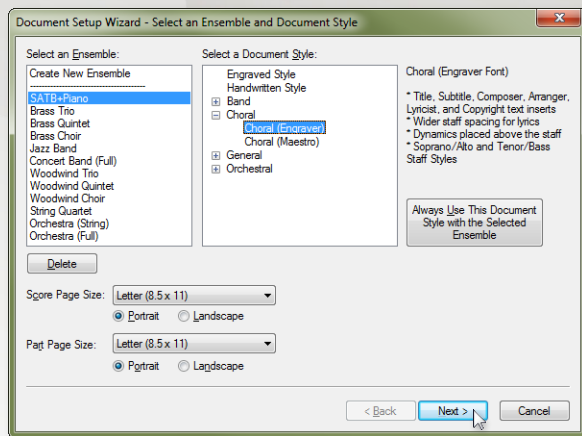 Document Setup Wizard - Select an Ensemble and Document Style
Select an Ensemble:
Create New Ensemble
SATB+Piano
Brass Trio
Brass Quintet
Brass Choir
Jazz Band
Concert Band (Full)
Woodwind Trio
Woodwind Quintet
Woodwind Choir
String Quartet
Orchestra (String)
Orchestra (Full)
Delete
Select a Document Style:
Engraved Style
Handwritten Style
Band
Choral
Choral (Engraver)
Choral (Maestro)
General
Orchestral
Choral (Engraver Font)
* Title, Subtitle, Composer, Arranger,
Lyricist, and Copyright text inserts
* Wider staff spacing for lyrics
* Dynamics placed above the staff
* Soprano/Alto and Tenor/Bass
Staff Styles
Always Use This Document
Style with the Selected
Ensemble
Score Page Size: Letter (8.5 x 11)
Portrait Landscape
Part Page Size: Letter (8.5 x 11)
Portrait Landscape
< Back Next > Cancel